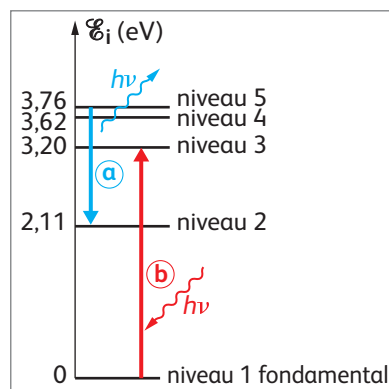 ℰi (eV)
hν
3,76 niveau 5
3,62 niveau 4
3,20 niveau 3
a
2,11 niveau 2
b
hν
0 niveau 1 fondamental